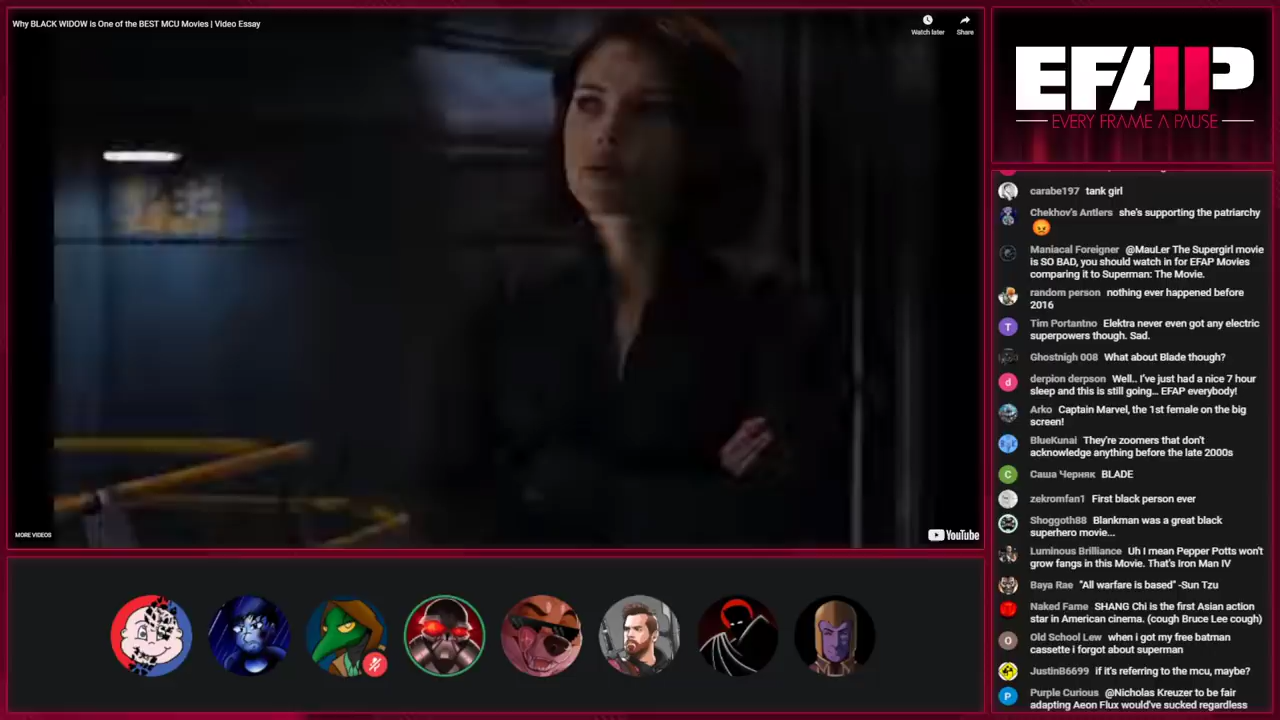 Why BLACK WIDOW is One of the BEST MCU Movies | Video Essay
Watch later
Share
MORE VIDEOS
YouTube
EFAP
EVERY FRAME A PAUSE
carabe197 tank girl
Chekhov's Antlers she's supporting the patriarchy
Maniacal Foreigner @MauLer The Supergirl movie
is SO BAD, you should watch in for EFAP Movies
comparing it to Superman: The Movie.
random person nothing ever happened before
2016
T
Tim Portantno Elektra never even got any electric
superpowers though. Sad.
Ghostnigh 008 What about Blade though?
d
derpion derpson Well.. I've just had a nice 7 hour
sleep and this is still going... EFAP everybody!
Arko Captain Marvel, the 1st female on the big
screen!
BlueKunai They're zoomers that don't
acknowledge anything before the late 2000s
С
Саша Черняк BLADE
zekromfan1 First black person ever
Shoggoth88 Blankman was a great black
superhero movie...
Luminous Brilliance Uh I mean Pepper Potts won't
grow fangs in this Movie. That's Iron Man IV
Baya Rae "All warfare is based" -Sun Tzu
Naked Fame SHANG Chi is the first Asian action
star in American cinema. (cough Bruce Lee cough)
O
Old School Lew when i got my free batman
cassette i forgot about superman
JustinB6699 if it's referring to the mcu, maybe?
P
Purple Curious @Nicholas Kreuzer to be fair
adapting Aeon Flux would've sucked regardless